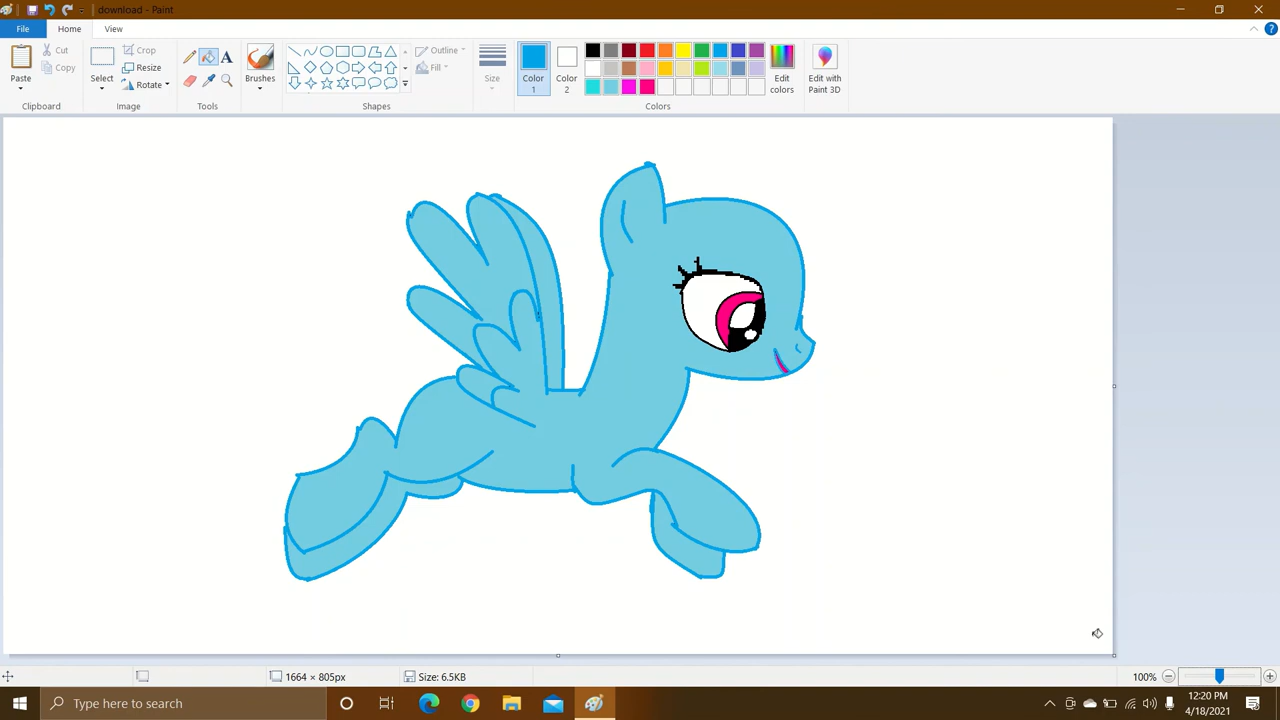 download - Paint
File
Home
View
Paste
Cut
Copy
Clipboard
Select
Crop
Resize
Rotate
Image
A
Tools
Brushes
Outline
Fill
Shapes
Size
Color
1
Color
2
Edit
colors
Colors
Edit with
Paint 3D
1664 × 805px
Size: 6.5KB
100%
Type here to search
12:20 PM
4/18/2021